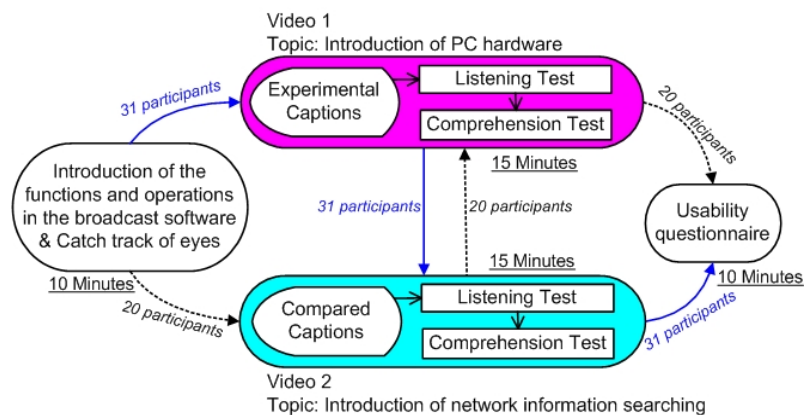 Video 1
Topic: Introduction of PC hardware
31 participants
Experimental
Captions
Listening Test
Comprehension Test
15 Minutes
20 participants
Introduction of the
functions and operations
in the broadcast software
& Catch track of eyes
10 Minutes
20 participants
31 participants
20 participants
Usability
questionnaire
10 Minutes
15 Minutes
Compared
Captions
Listening Test
Comprehension Test
31 participants
Video 2
Topic: Introduction of network information searching